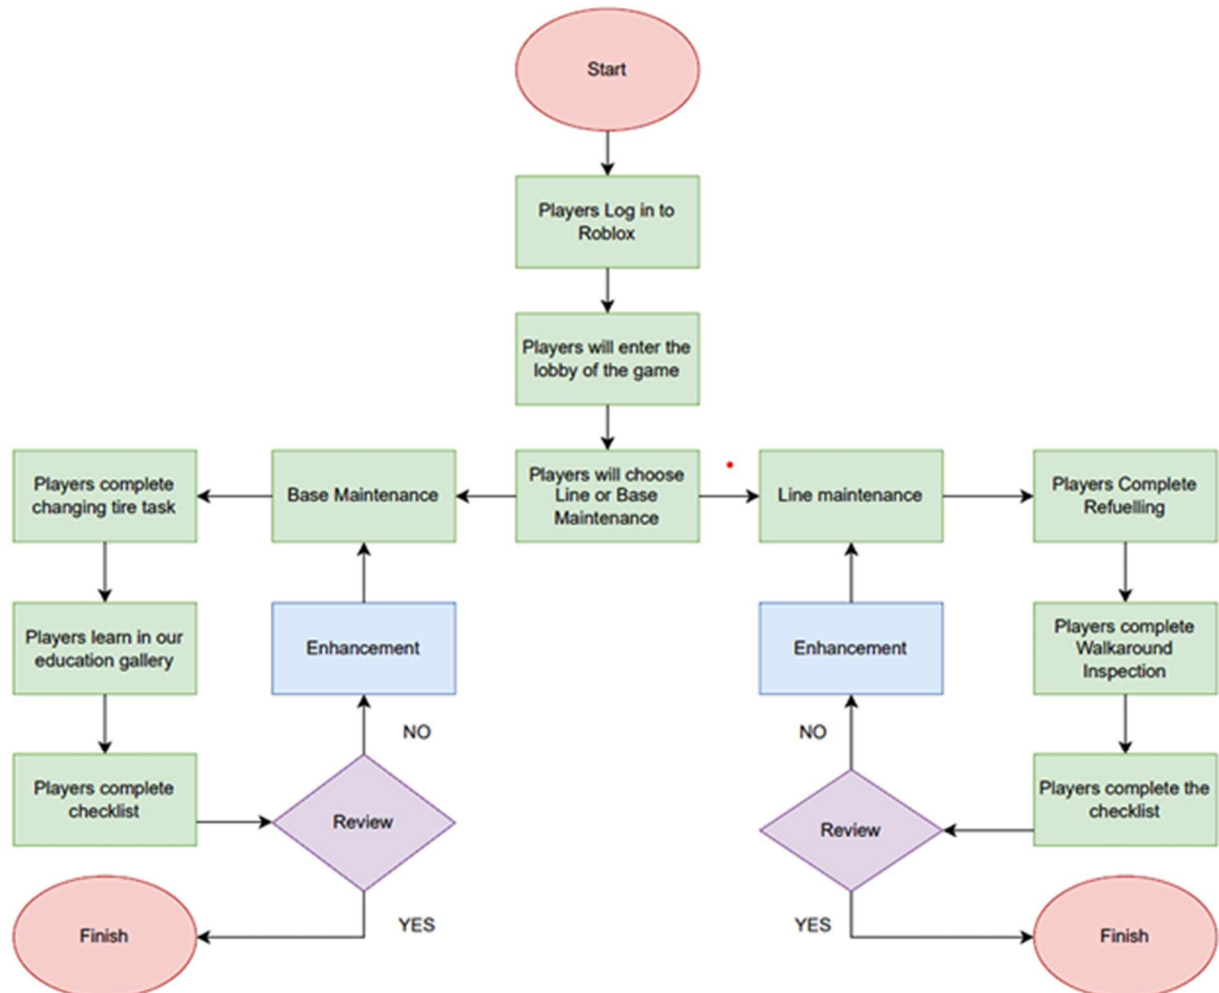 Start
Players Log in to
Roblox
Players will enter the
lobby of the game
Players will choose
Line or Base
Maintenance
Base Maintenance
Players complete
changing tire task
Players learn in our
education gallery
Players complete
checklist
Review
NO
Enhancement
YES
Finish
Line maintenance
Players Complete
Refuelling
Players complete
Walkaround
Inspection
Players complete the
checklist
Review
NO
Enhancement
YES
Finish